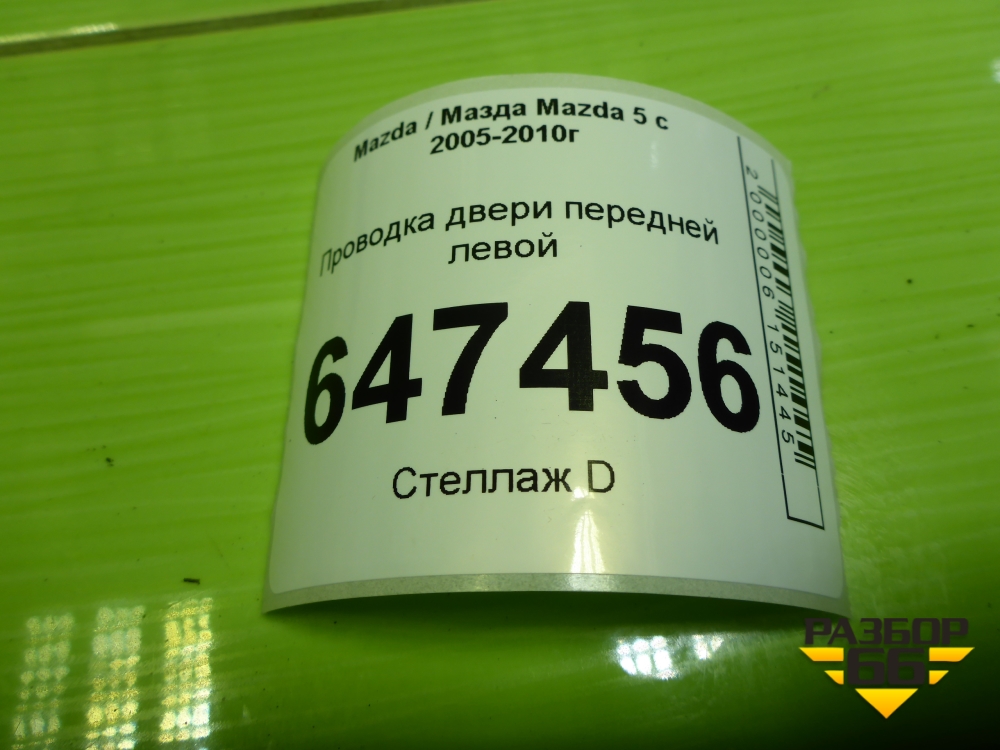 Mazda / Мазда Mazda 5 с
2005-2010г
Проводка двери передней
левой
647456
Стеллаж D
2000006151445
РАЗБОР
66